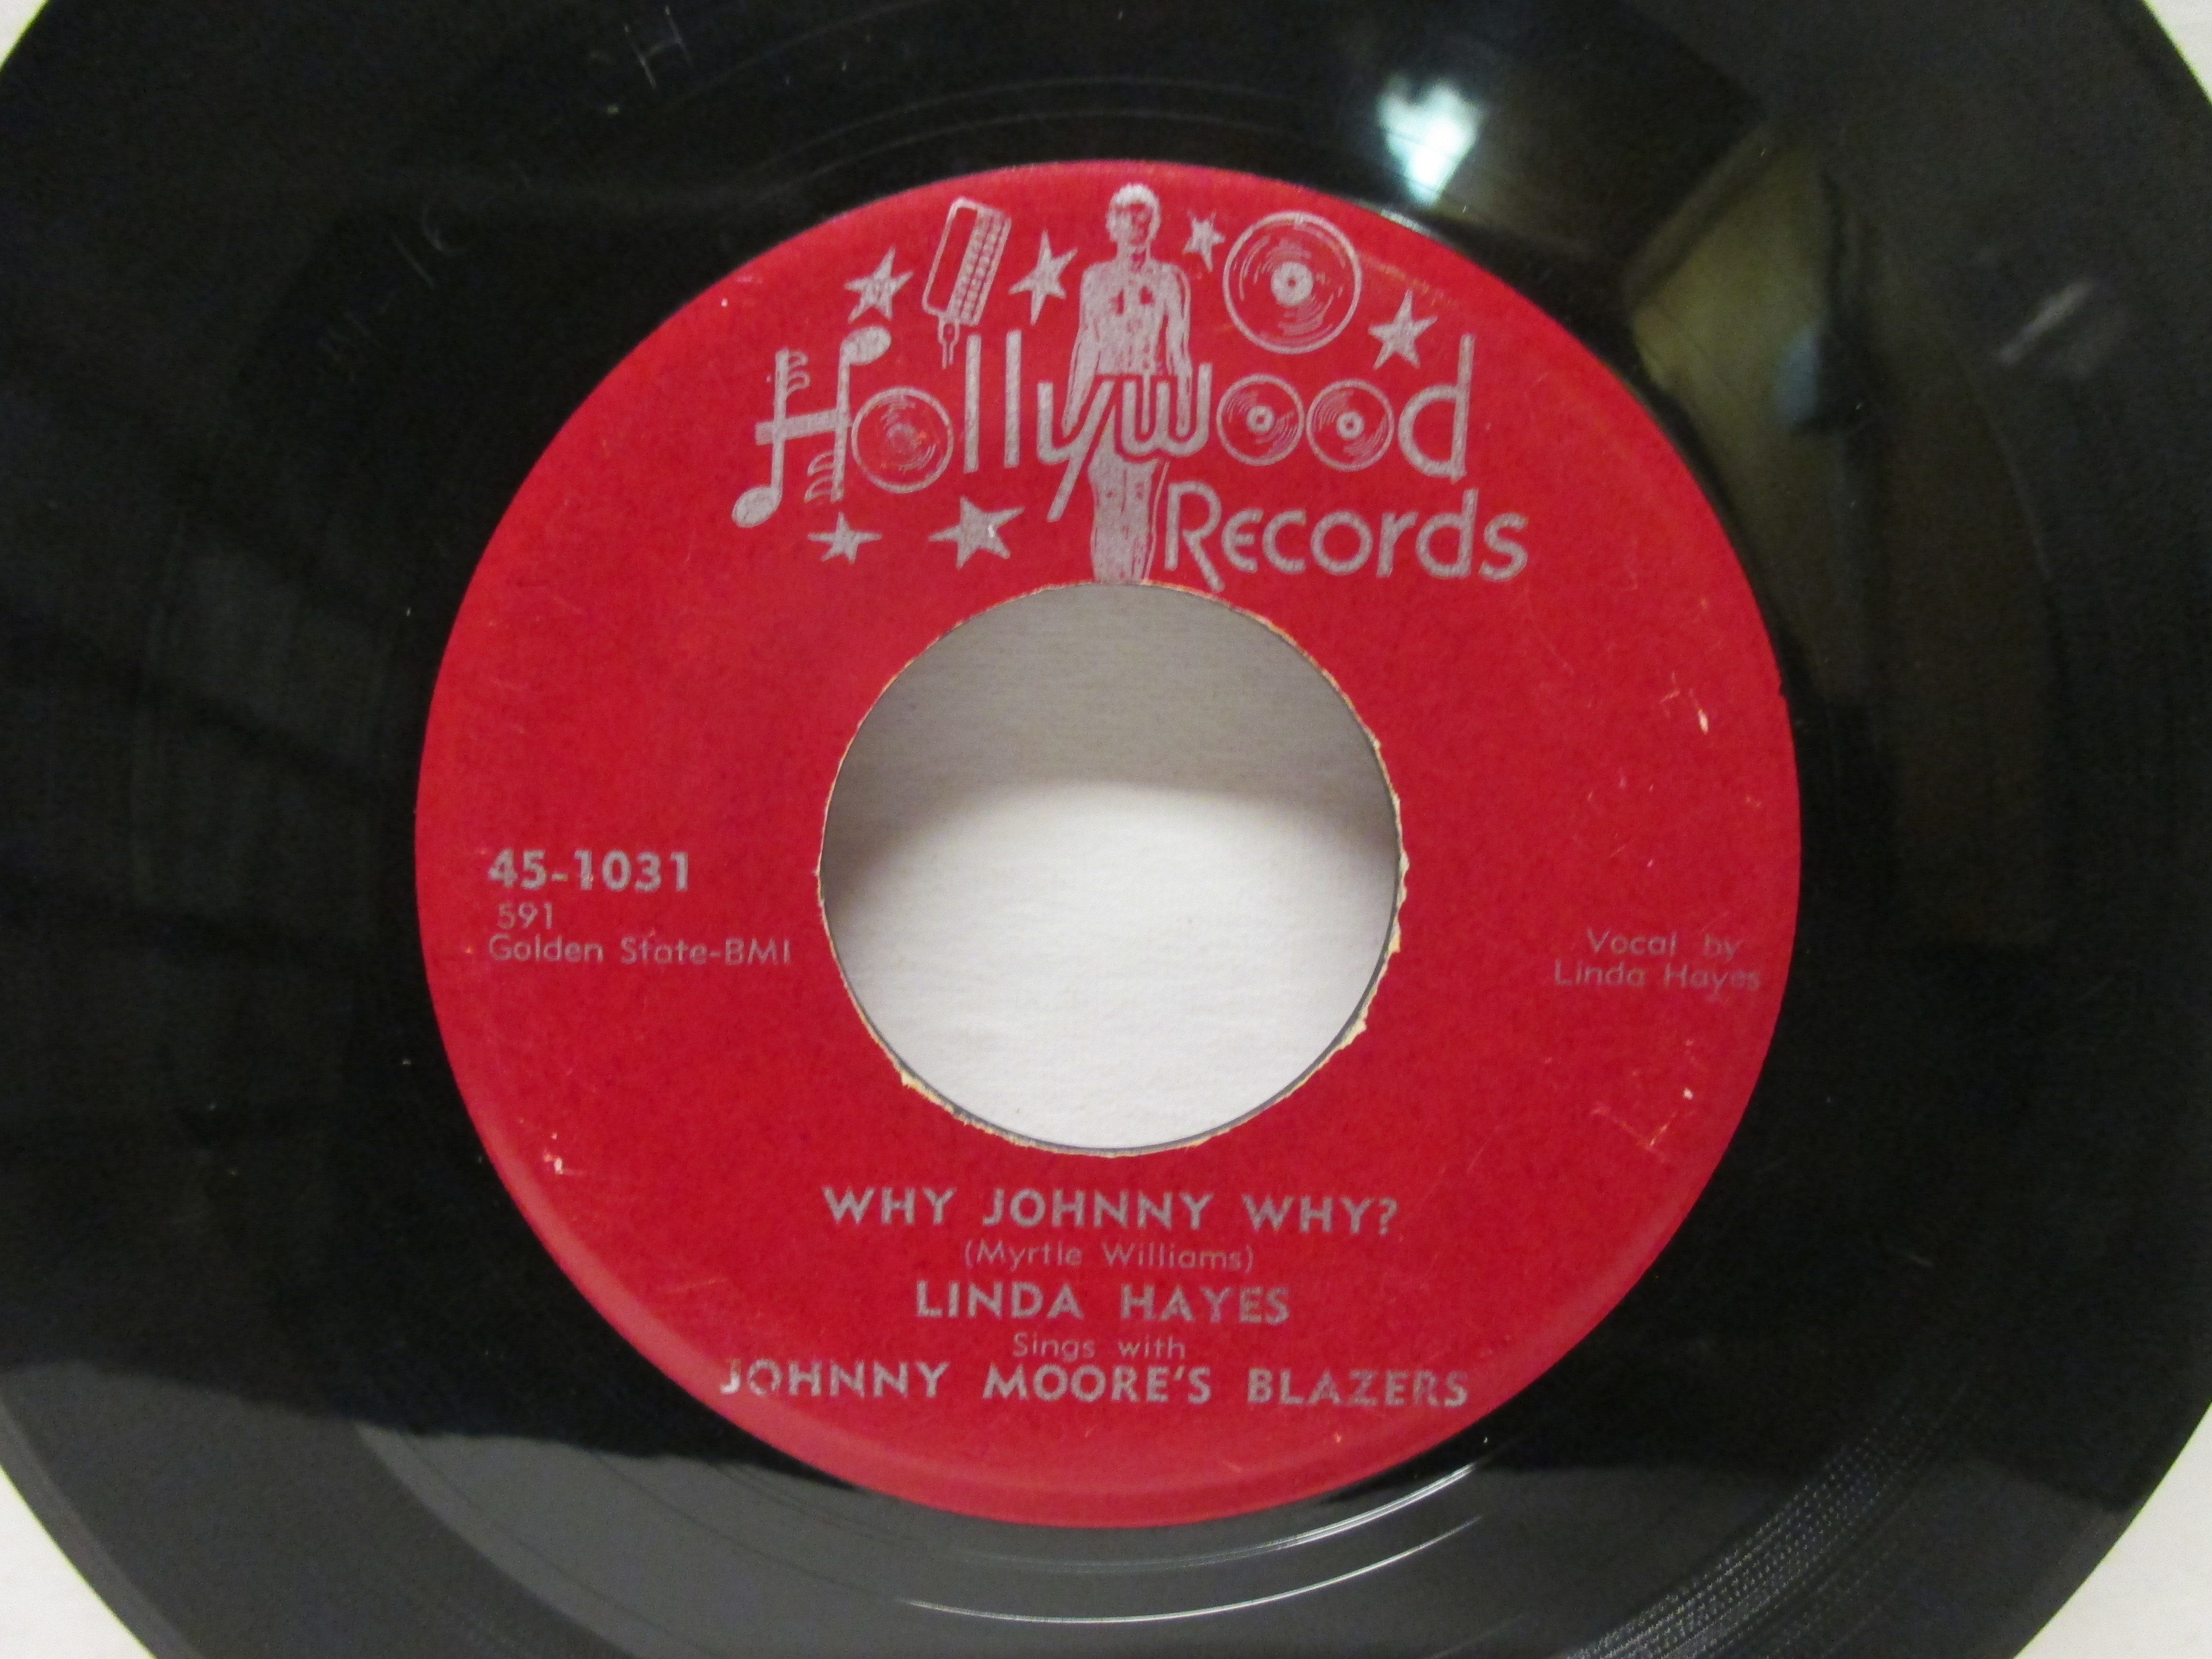 Hollywood
Records
45-1031
591
Golden State-BMI
Vocal by
Linda Hayes
WHY JOHNNY WHY?
(Myrtle Williams)
LINDA HAYES
Sings with
JOHNNY MOORE'S BLAZERS